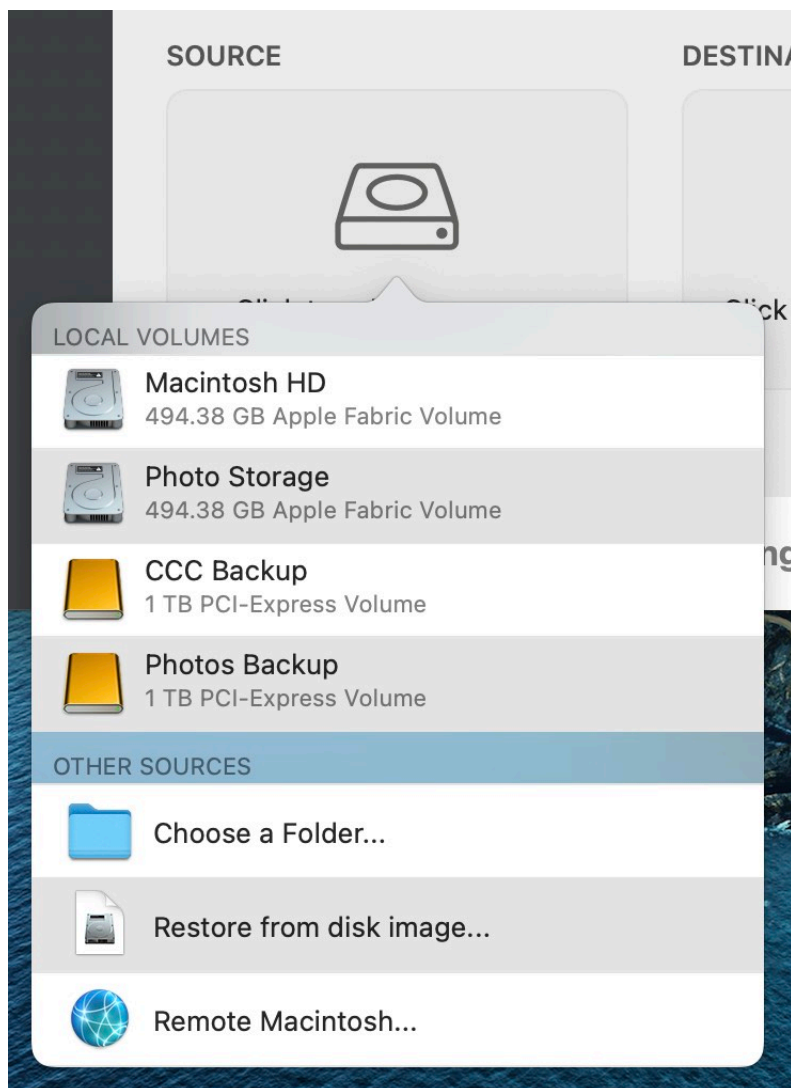 SOURCE
DESTINA
Click
LOCAL VOLUMES
Macintosh HD
494.38 GB Apple Fabric Volume
Photo Storage
494.38 GB Apple Fabric Volume
CCC Backup
1 TB PCI-Express Volume
Photos Backup
1 TB PCI-Express Volume
OTHER SOURCES
Choose a Folder...
Restore from disk image...
Remote Macintosh...